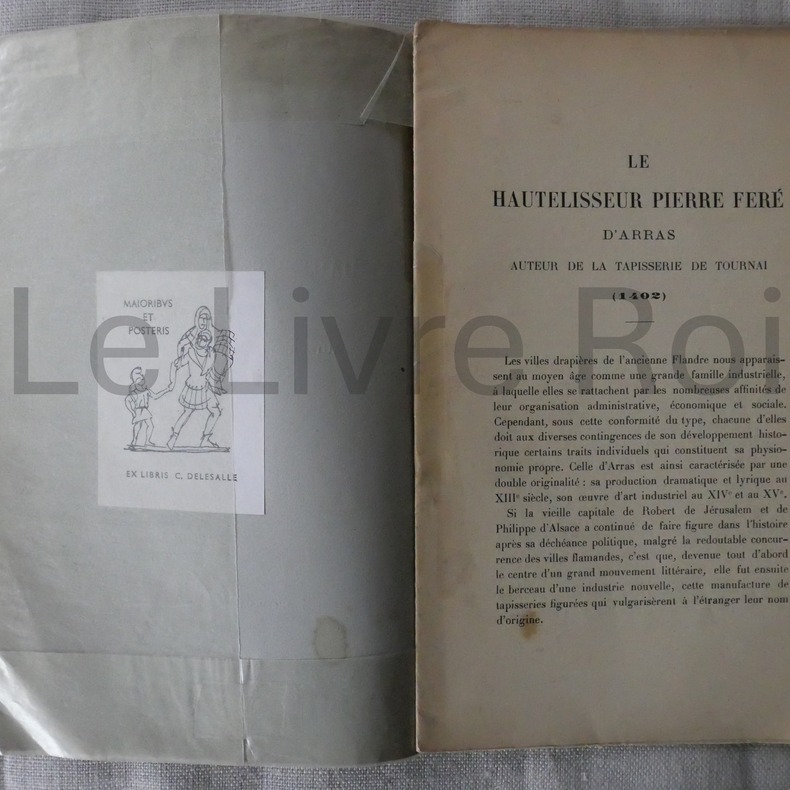 MAIORIBVS
ET
POSTERIS
EX LIBRIS C. DELESALLE
Le Livre Roi
LE
HAUTELISSEUR PIERRE FERÉ
D'ARRAS
AUTEUR DE LA TAPISSERIE DE TOURNAI
(1402)
Les villes drapières de l'ancienne Flandre nous apparais-
sent au moyen âge comme une grande famille industrielle,
à laquelle elles se rattachent par les nombreuses affinités de
leur organisation administrative, économique et sociale.
Cependant, sous cette conformité du type, chacune d'elles
doit aux diverses contingences de son développement histo-
rique certains traits individuels qui constituent sa physio-
nomie propre. Celle d'Arras est ainsi caractérisée par une
double originalité : sa production dramatique et lyrique au
XIIIe siècle, son œuvre d'art industriel au XIVe et au XVe.
Si la vieille capitale de Robert de Jérusalem et de
Philippe d'Alsace a continué de faire figure dans l'histoire
après sa déchéance politique, malgré la redoutable concur-
rence des villes flamandes, c'est que, devenue tout d'abord
le centre d'un grand mouvement littéraire, elle fut ensuite
le berceau d'une industrie nouvelle, cette manufacture de
tapisseries figurées qui vulgarisèrent à l'étranger leur nom
d'origine.